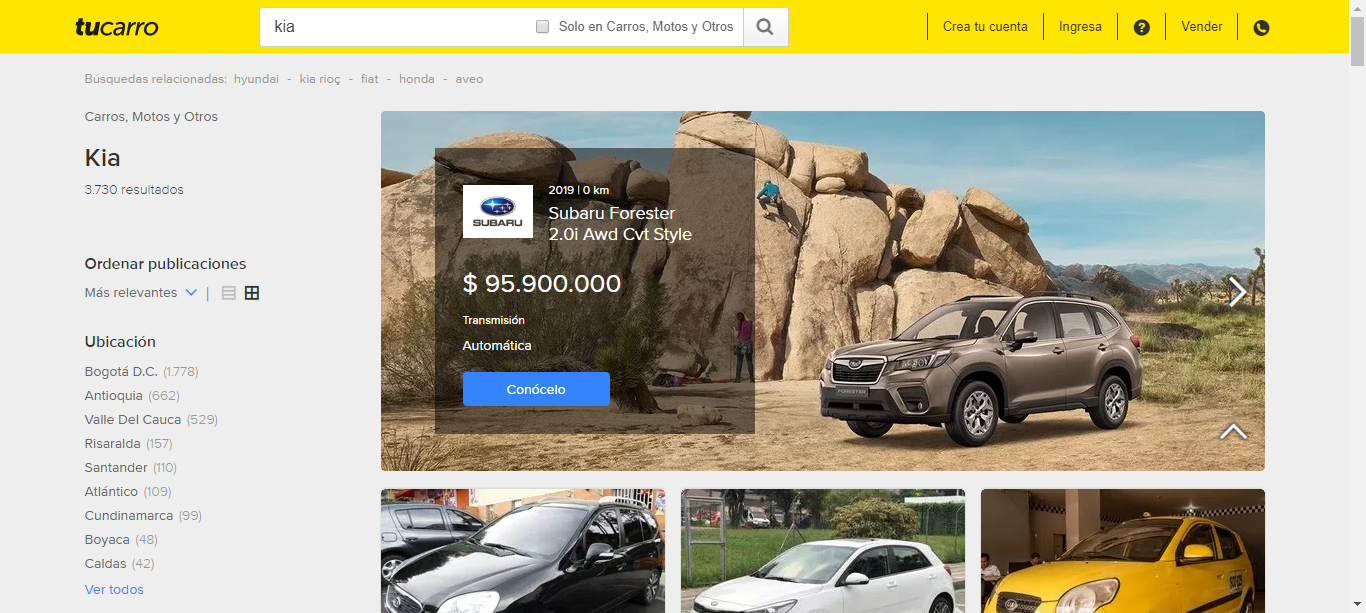 tucarro
kia
Solo en Carros, Motos y Otros
Crea tu cuenta
Ingresa
?
Vender
Búsquedas relacionadas: hyundai - kia rioç - fiat - honda - aveo
Carros, Motos y Otros
Kia
3.730 resultados
Ordenar publicaciones
Más relevantes |
Ubicación
Bogotá D.C. (1.778)
Antioquia (662)
Valle Del Cauca (529)
Risaralda (157)
Santander (110)
Atlántico (109)
Cundinamarca (99)
Boyaca (48)
Caldas (42)
Ver todos
SUBARU
2019 | 0 km
Subaru Forester
2.0i Awd Cvt Style
$ 95.900.000
Transmisión
Automática
Conócelo
FORESTER